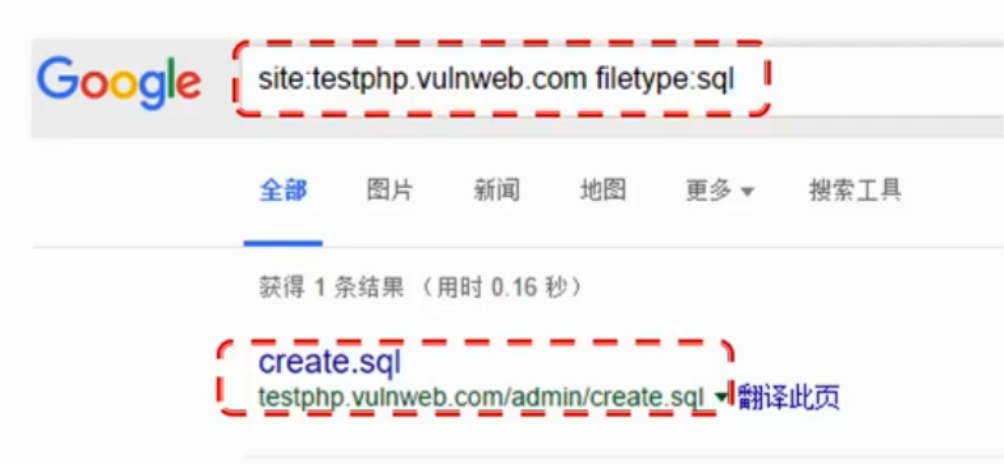 Google site:testphp.vulnweb.com filetype:sql
全部 图片 新闻 地图 更多 搜索工具
获得 1 条结果 （用时 0.16 秒）
create.sql
testphp.vulnweb.com/admin/create.sql 翻译此页